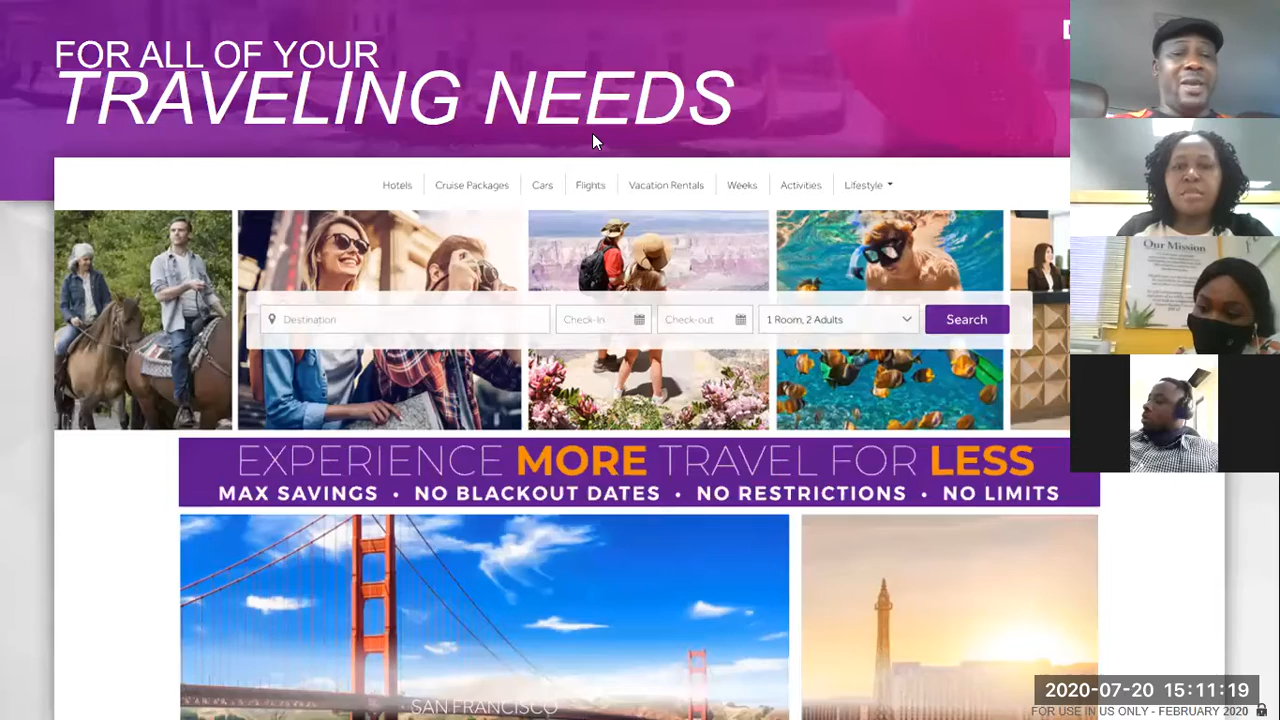 FOR ALL OF YOUR
TRAVELING NEEDS
Hotels
Cruise Packages
Cars
Flights
Vacation Rentals
Weeks
Activities
Lifestyle
Destination
Check-In
Check-out
1 Room, 2 Adults
Search
EXPERIENCE MORE TRAVEL FOR LESS
MAX SAVINGS • NO BLACKOUT DATES • NO RESTRICTIONS • NO LIMITS
SAN FRANCISCO
Our Mission
2020-07-20 15:11:19
FOR USE IN US ONLY - FEBRUARY 2020